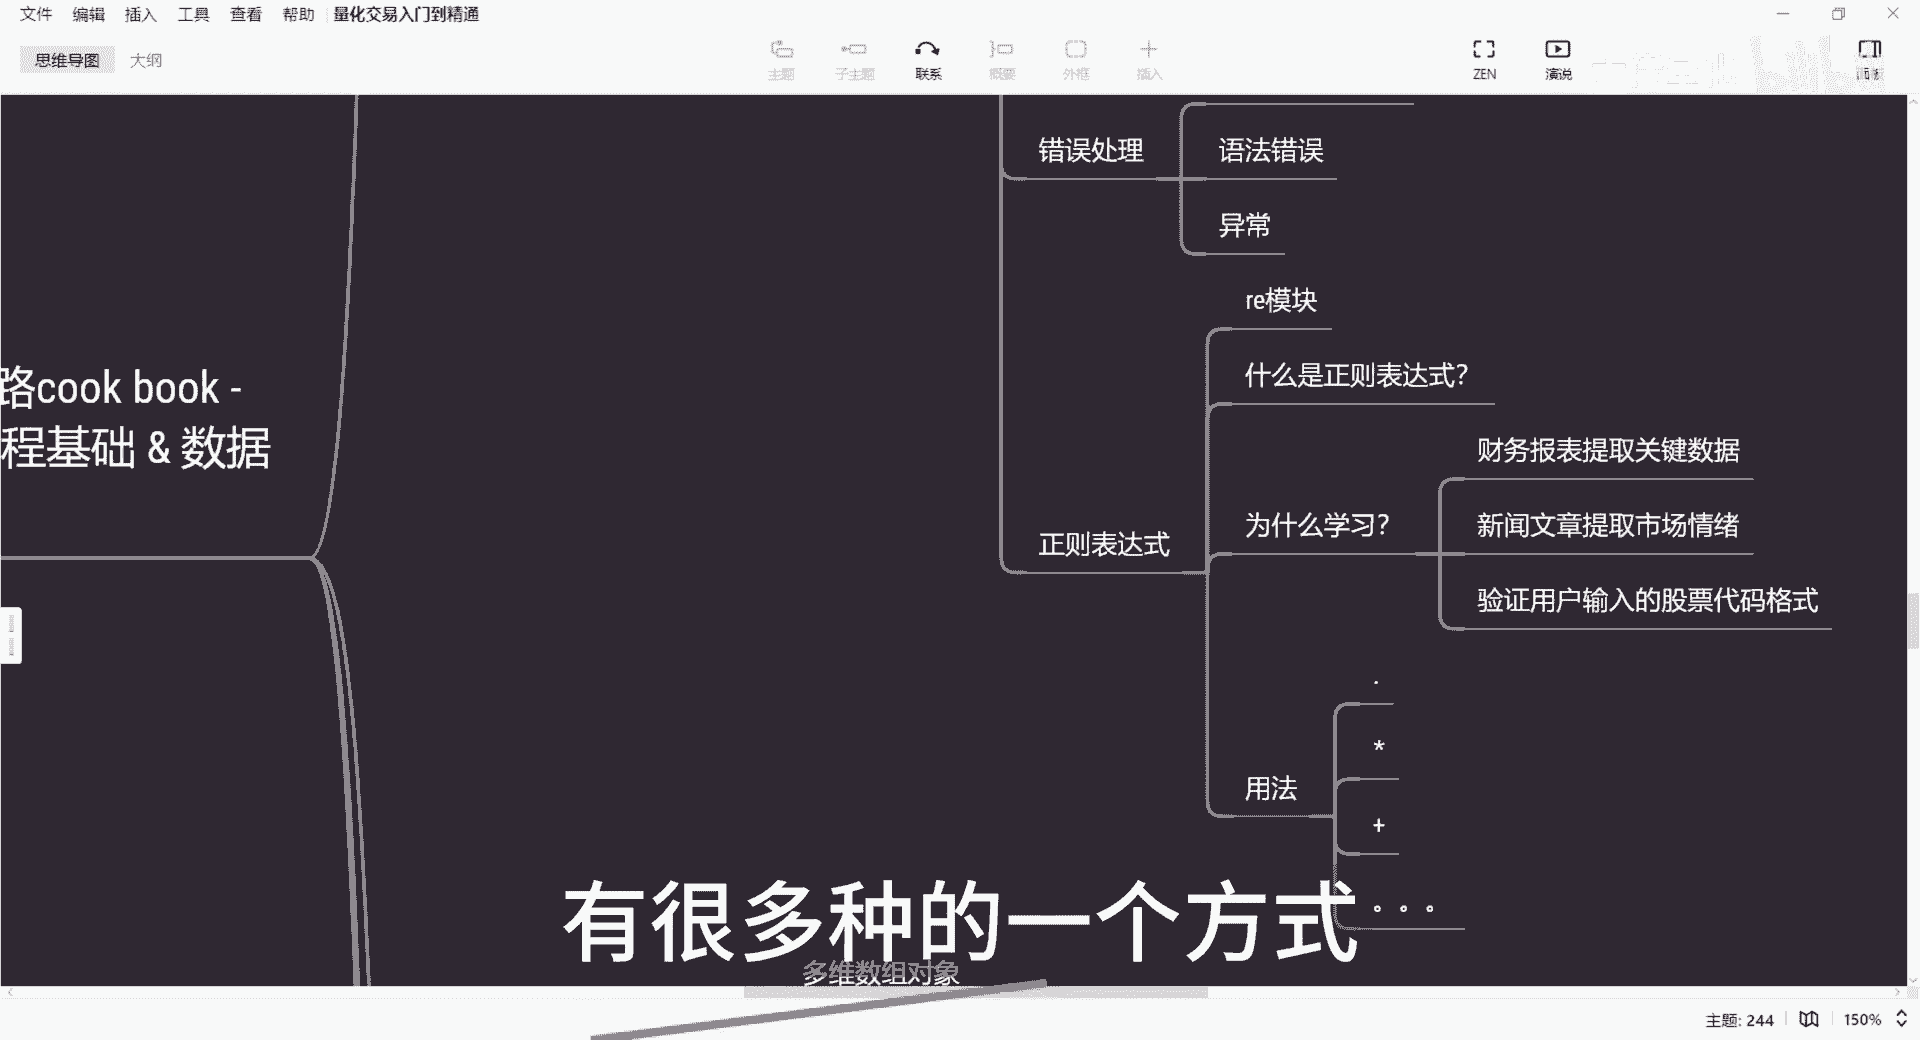 文件 编辑 插入 工具 查看 帮助 量化交易入门到精通
思维导图 大纲
主题 子主题 联系 概要 外框 插入 ZEN 演说 面板
错误处理
语法错误
异常
re模块
什么是正则表达式?
路cook book -
程基础 & 数据
财务报表提取关键数据
为什么学习?
新闻文章提取市场情绪
正则表达式
验证用户输入的股票代码格式
.
*
用法
+
。。。
有很多种的一个方式
多维数组对象
主题: 244 150%